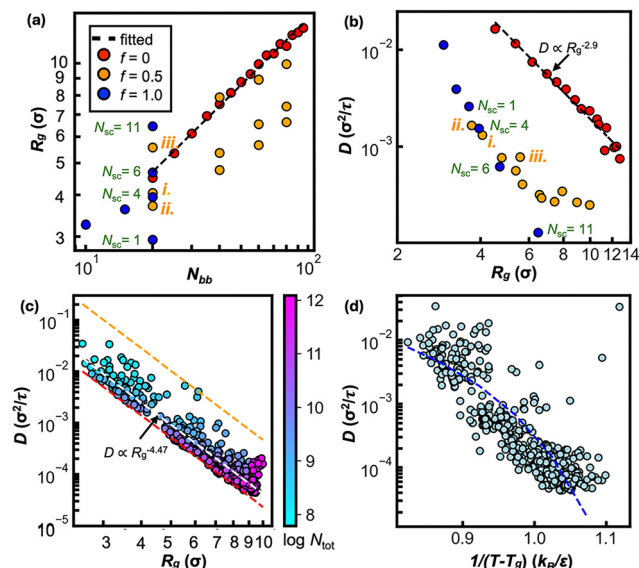 (a)
fitted
f = 0
f = 0.5
f = 1.0
10
9
8
7
6
5
4
3
R_g (σ)
N_sc = 11
iii.
N_sc = 6
N_sc = 4
i.
ii.
N_sc = 1
10^1
10^2
N_bb
(b)
D ∝ R_g^-2.9
10^-2
10^-3
D (σ²/τ)
N_sc = 1
ii.
N_sc = 4
i.
iii.
N_sc = 6
N_sc = 11
2
4
6
8
10
12 14
R_g (σ)
(c)
10^-1
10^-2
10^-3
10^-4
10^-5
D (σ²/τ)
D ∝ R_g^-4.47
3
4
5
6
7
8
9 10
R_g (σ)
12
11
10
9
8
log N_tot
(d)
10^-2
10^-3
10^-4
D (σ²/τ)
0.9
1.0
1.1
1/(T-T_g) (k_B/ε)